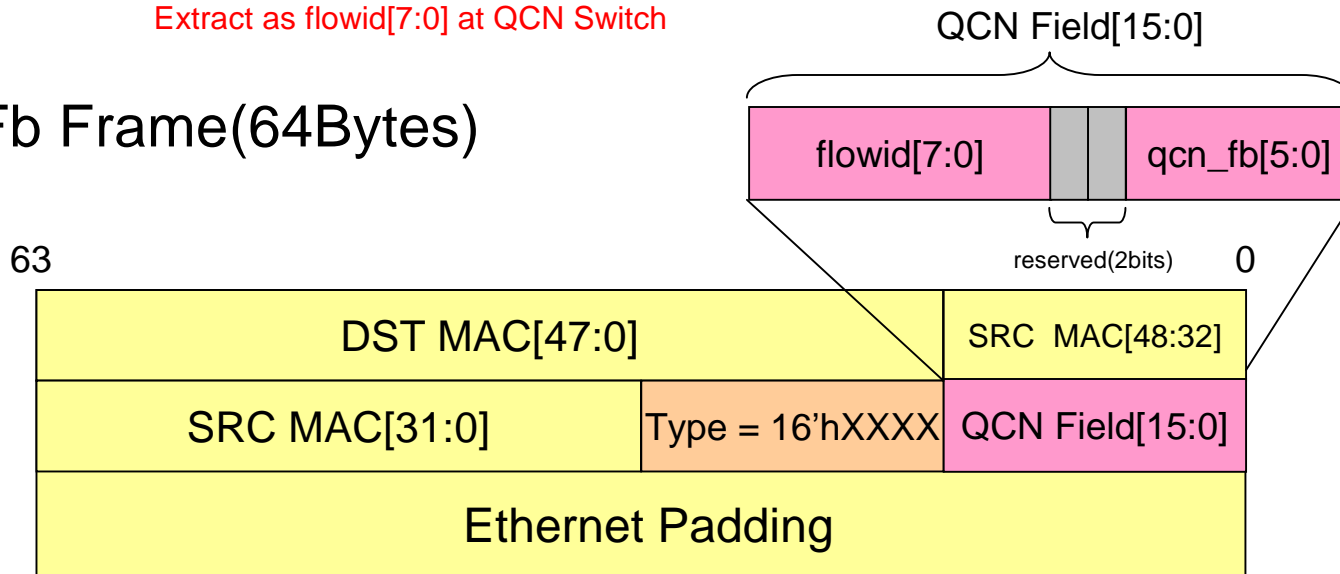 Extract as flowid[7:0] at QCN Switch
QCN Field[15:0]
Fb Frame(64Bytes)
flowid[7:0]
qcn_fb[5:0]
63
reserved(2bits)
0
DST MAC[47:0]
SRC MAC[48:32]
SRC MAC[31:0]
Type = 16'hXXXX
QCN Field[15:0]
Ethernet Padding